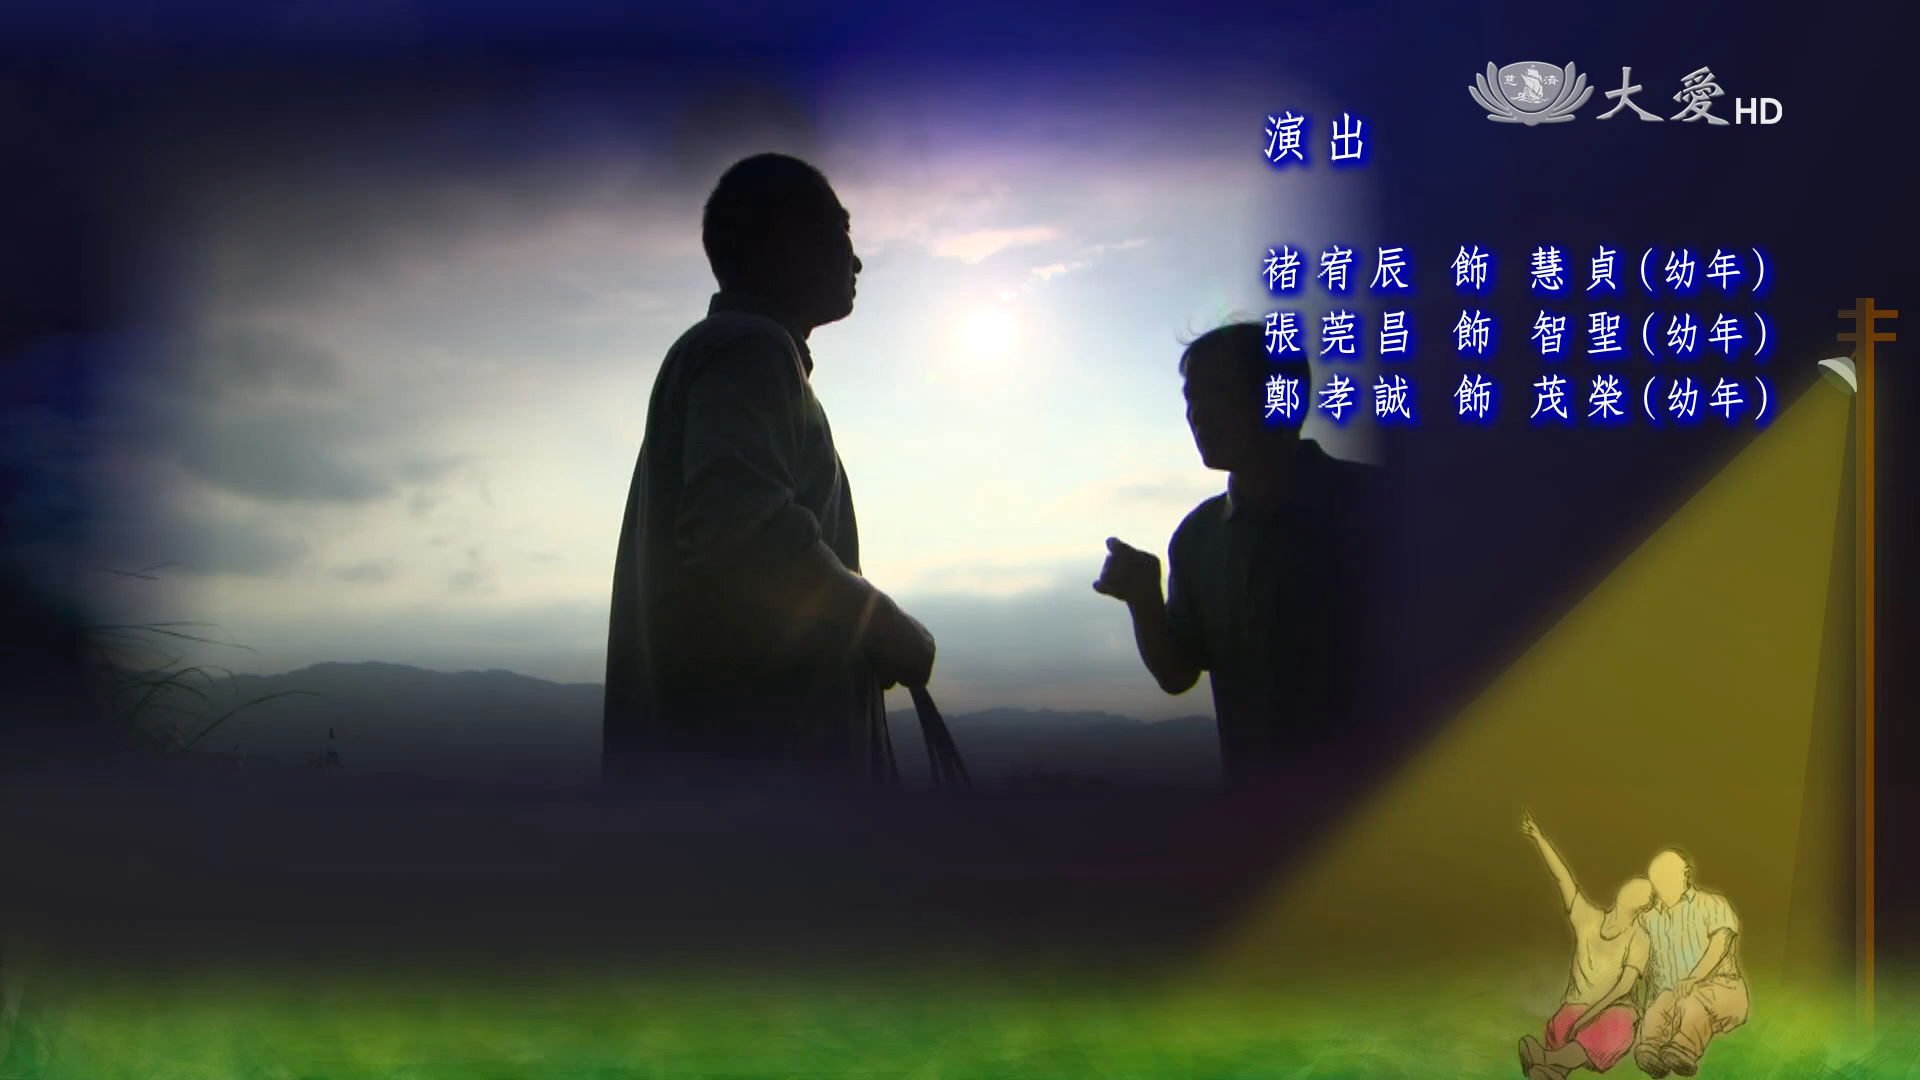 大愛HD
演出
褚宥辰 飾 慧貞(幼年)
張莞昌 飾 智聖(幼年)
鄭孝誠 飾 茂榮(幼年)